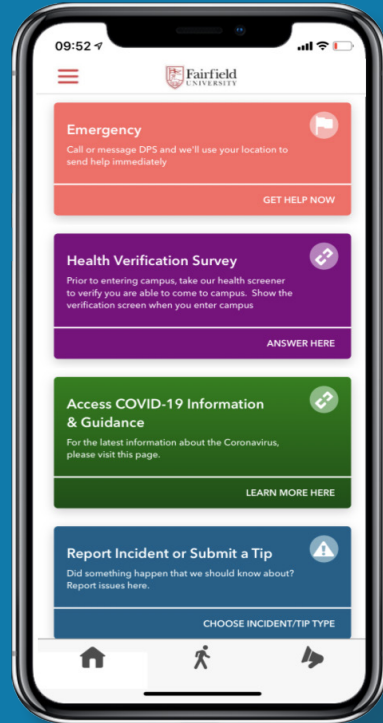 09:52
Fairfield
UNIVERSITY
Emergency
Call or message DPS and we'll use your location to
send help immediately
GET HELP NOW
Health Verification Survey
Prior to entering campus, take our health screener
to verify you are able to come to campus. Show the
verification screen when you enter campus
ANSWER HERE
Access COVID-19 Information
& Guidance
For the latest information about the Coronavirus,
please visit this page.
LEARN MORE HERE
Report Incident or Submit a Tip
Did something happen that we should know about?
Report issues here.
CHOOSE INCIDENT/TIP TYPE